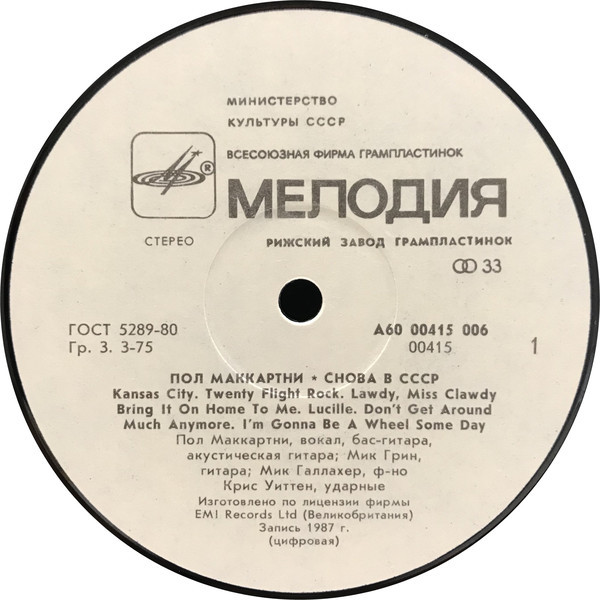 МИНИСТЕРСТВО
КУЛЬТУРЫ СССР
ВСЕСОЮЗНАЯ ФИРМА ГРАМПЛАСТИНОК
®
МЕЛОДИЯ
СТЕРЕО
РИЖСКИЙ ЗАВОД ГРАМПЛАСТИНОК
33
ГОСТ 5289-80
Гр. 3. 3-75
А60 00415 006
00415
1
ПОЛ МАККАРТНИ ★ СНОВА В СССР
Kansas City. Twenty Flight Rock. Lawdy, Miss Clawdy
Bring It On Home To Me. Lucille. Don't Get Around
Much Anymore. I'm Gonna Be A Wheel Some Day
Пол Маккартни, вокал, бас-гитара,
акустическая гитара; Мик Грин,
гитара; Мик Галлахер, ф-но
Крис Уиттен, ударные
Изготовлено по лицензии фирмы
EMI Records Ltd (Великобритания)
Запись 1987 г.
(цифровая)